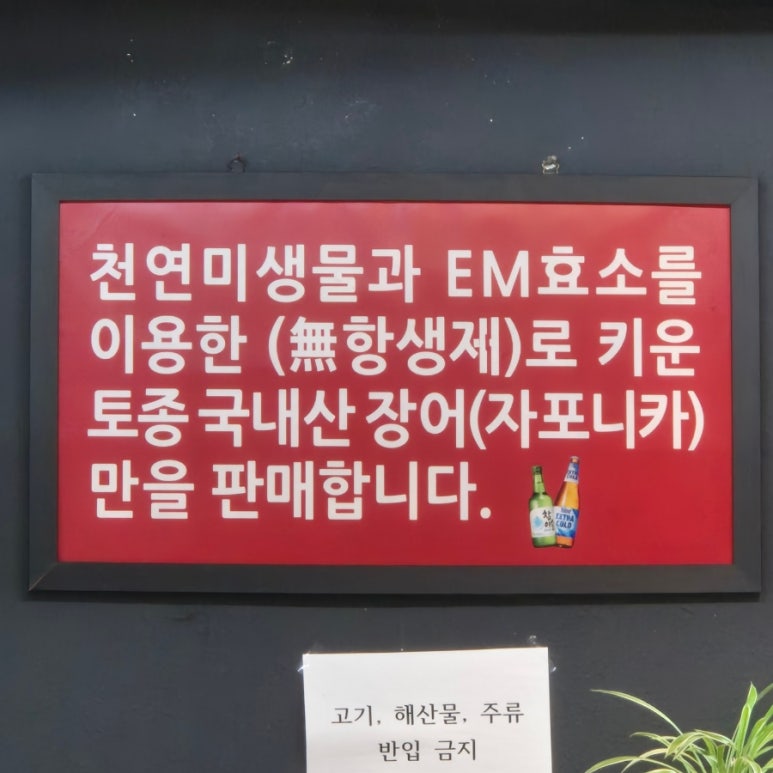 천연미생물과 EM효소를
이용한 (無항생제)로 키운
토종 국내산 장어(자포니카)
만을 판매합니다.
EXTRA
COLD
고기, 해산물, 주류
반입 금지